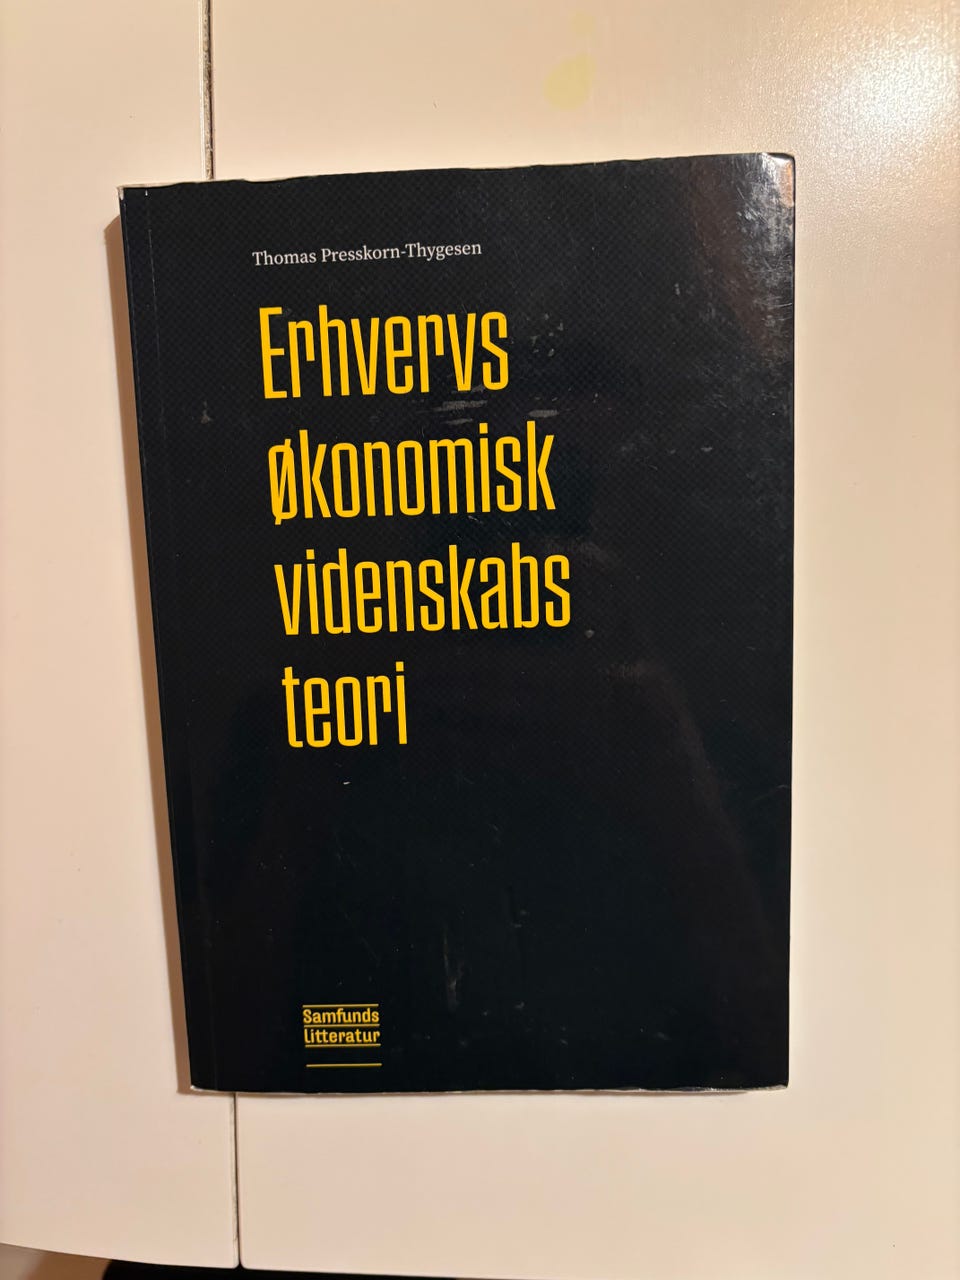 Thomas Presskorn-Thygesen
Erhvervs
økonomisk
videnskabs
teori
Samfunds
litteratur